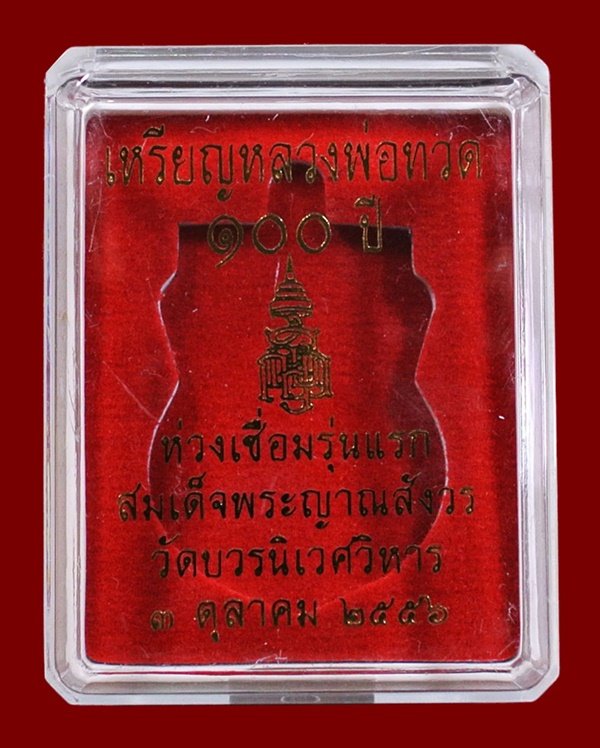 เหรียญหลวงพ่อทวด
๑๐๐ ปี
ห่วงเชื่อมรุ่นแรก
สมเด็จพระญาณสังวร
วัดบวรนิเวศวิหาร
๓ ตุลาคม ๒๕๕๖